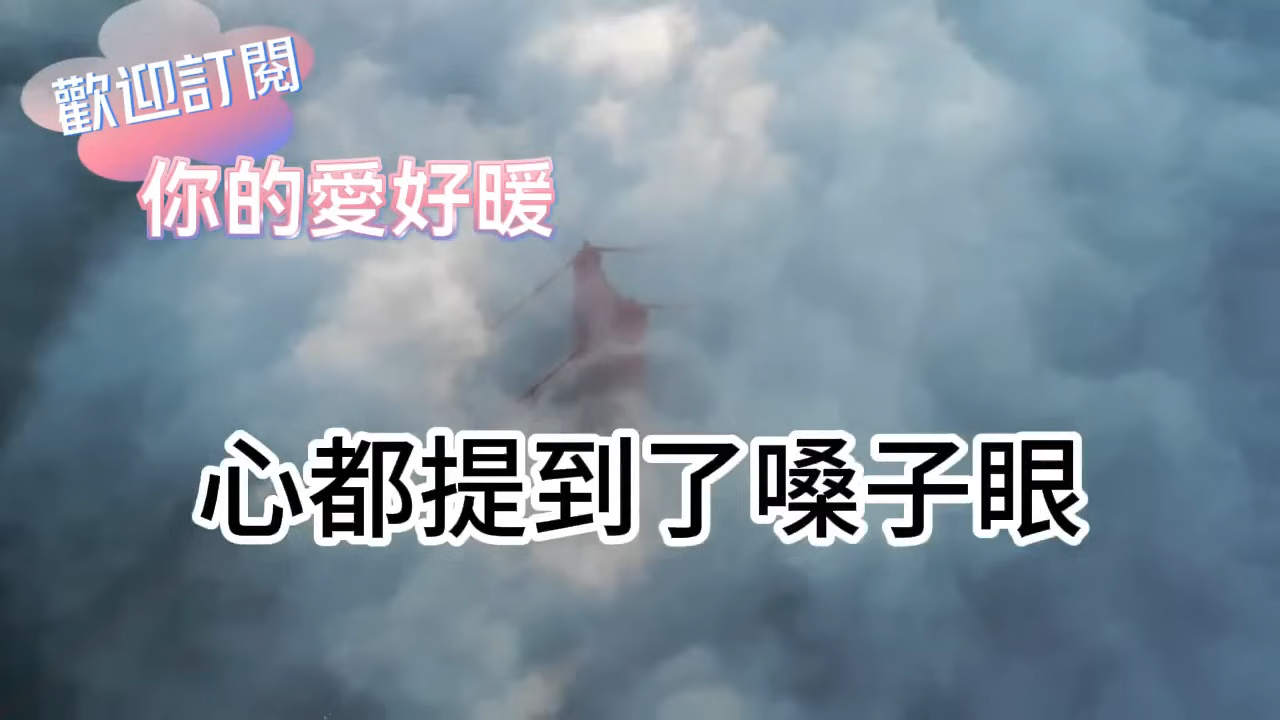 歡迎訂閱
你的愛好暖
心都提到了嗓子眼